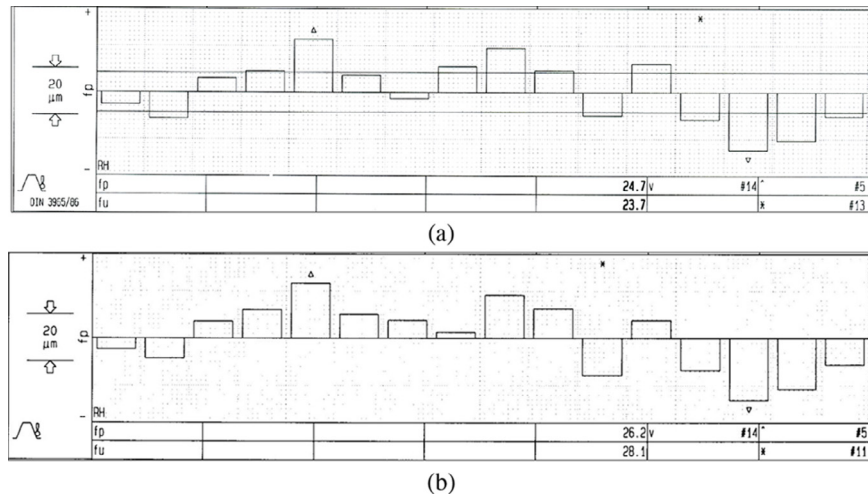 +
*
20
µm
fp
-
RH
fp 24.7 v #14 ^ #5
DIN 3965/86 fu 23.7 * #13
(a)
+
*
20
µm
fp
-
RH
fp 26.2 v #14 ^ #5
fu 28.1 * #11
(b)